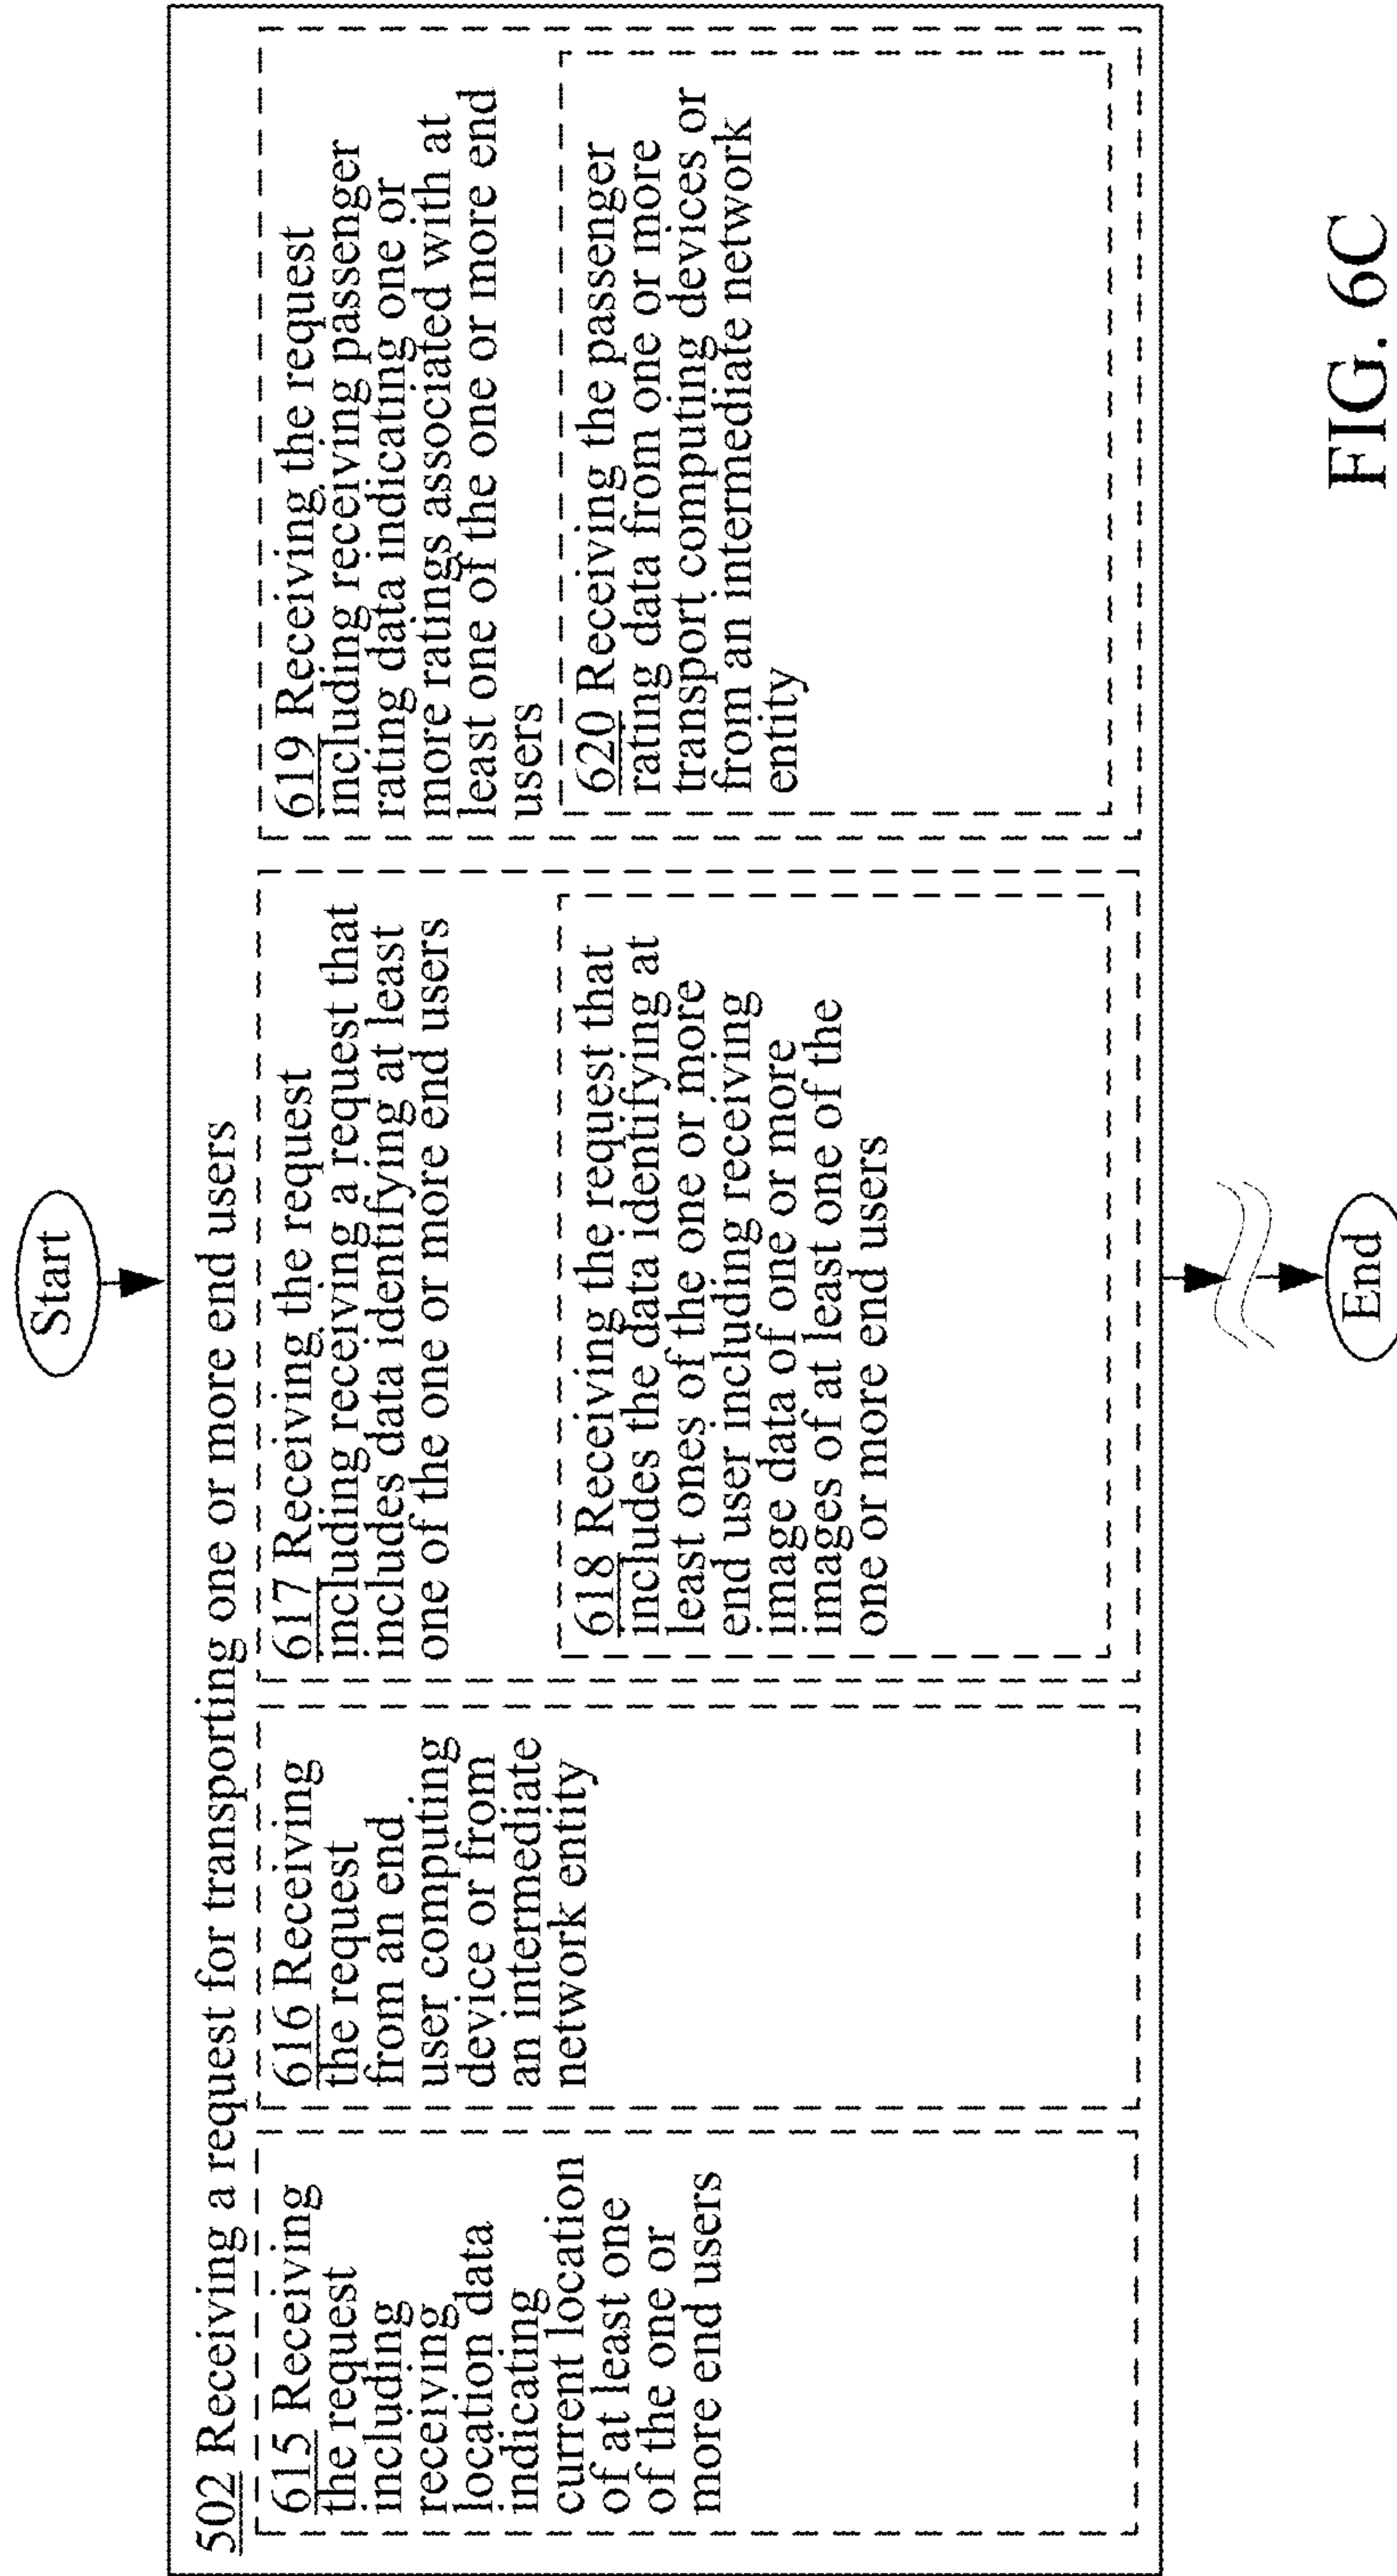 Start
502 Receiving a request for transporting one or more end users
615 Receiving
the request
including
receiving
location data
indicating
current location
of at least one
of the one or
more end users
616 Receiving
the request
from an end
user computing
device or from
an intermediate
network entity
617 Receiving the request
including receiving a request that
includes data identifying at least
one of the one or more end users
618 Receiving the request that
includes the data identifying at
least ones of the one or more
end user including receiving
image data of one or more
images of at least one of the
one or more end users
619 Receiving the request
including receiving passenger
rating data indicating one or
more ratings associated with at
least one of the one or more end
users
620 Receiving the passenger
rating data from one or more
transport computing devices or
from an intermediate network
entity
End
FIG. 6C